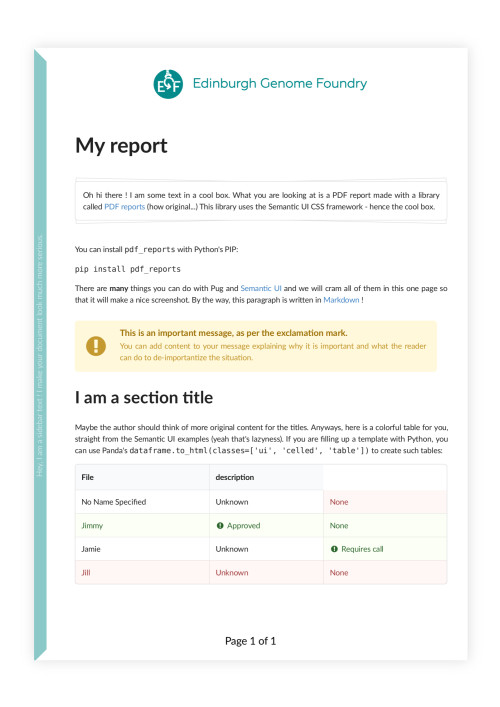 Edinburgh Genome Foundry
My report
Oh hi there ! I am some text in a cool box. What you are looking at is a PDF report made with a library
called PDF reports (how original...) This library uses the Semantic UI CSS framework - hence the cool box.
You can install pdf_reports with Python's PIP:
pip install pdf_reports
There are many things you can do with Pug and Semantic UI and we will cram all of them in this one page so
that it will make a nice screenshot. By the way, this paragraph is written in Markdown !
This is an important message, as per the exclamation mark.
You can add content to your message explaining why it is important and what the reader
can do to de-importantize the situation.
I am a section title
Maybe the author should think of more original content for the titles. Anyways, here is a colorful table for you,
straight from the Semantic UI examples (yeah that's lazyness). If you are filling up a template with Python, you
can use Panda's dataframe.to_html(classes=['ui', 'celled', 'table']) to create such tables:
File description
No Name Specified Unknown None
Jimmy Approved None
Jamie Unknown Requires call
Jill Unknown None
Page 1 of 1
Hey, I am a sidebar text ! I make your document look much more serious.